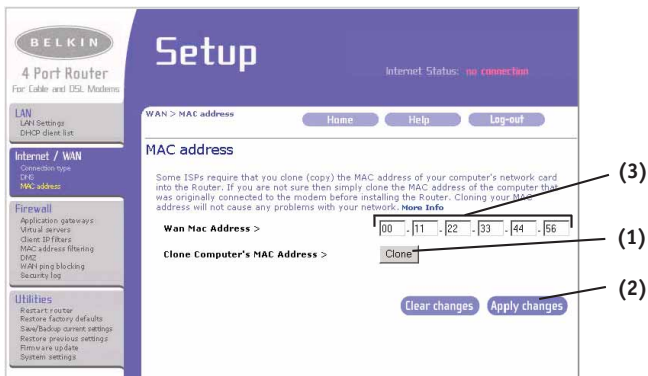 BELKIN
4 Port Router
For Cable and DSL Modems
Setup
Internet Status: no connection
LAN
LAN Settings
DHCP client list
Internet / WAN
Connection type
DNS
MAC address
Firewall
Application gateways
Virtual servers
Client IP filters
MAC address filtering
DMZ
WAN ping blocking
Security log
Utilities
Restart router
Restore factory defaults
Save/Backup current settings
Restore previous settings
Firmware update
System settings
WAN > MAC address
Home Help Log-out
MAC address
Some ISPs require that you clone (copy) the MAC address of your computer's network card
into the Router. If you are not sure then simply clone the MAC address of the computer that
was originally connected to the modem before installing the Router. Cloning your MAC
address will not cause any problems with your network. More Info
Wan Mac Address > 00 . 11 . 22 . 33 . 44 . 56
Clone Computer's MAC Address > Clone
Clear changes Apply changes
(3)
(1)
(2)